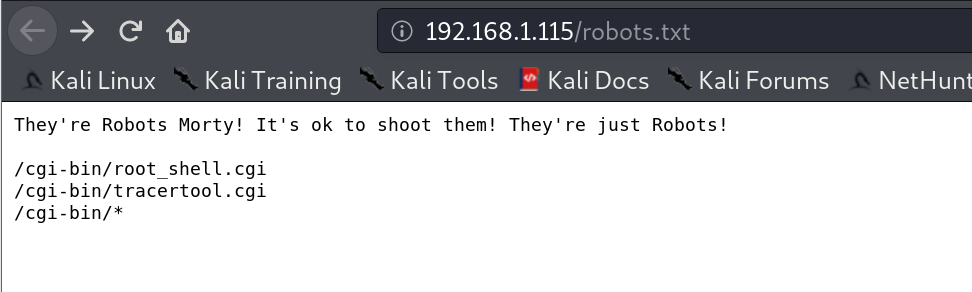 192.168.1.115/robots.txt
Kali Linux Kali Training Kali Tools Kali Docs Kali Forums NetHunt
They're Robots Morty! It's ok to shoot them! They're just Robots!
/cgi-bin/root_shell.cgi
/cgi-bin/tracertool.cgi
/cgi-bin/*